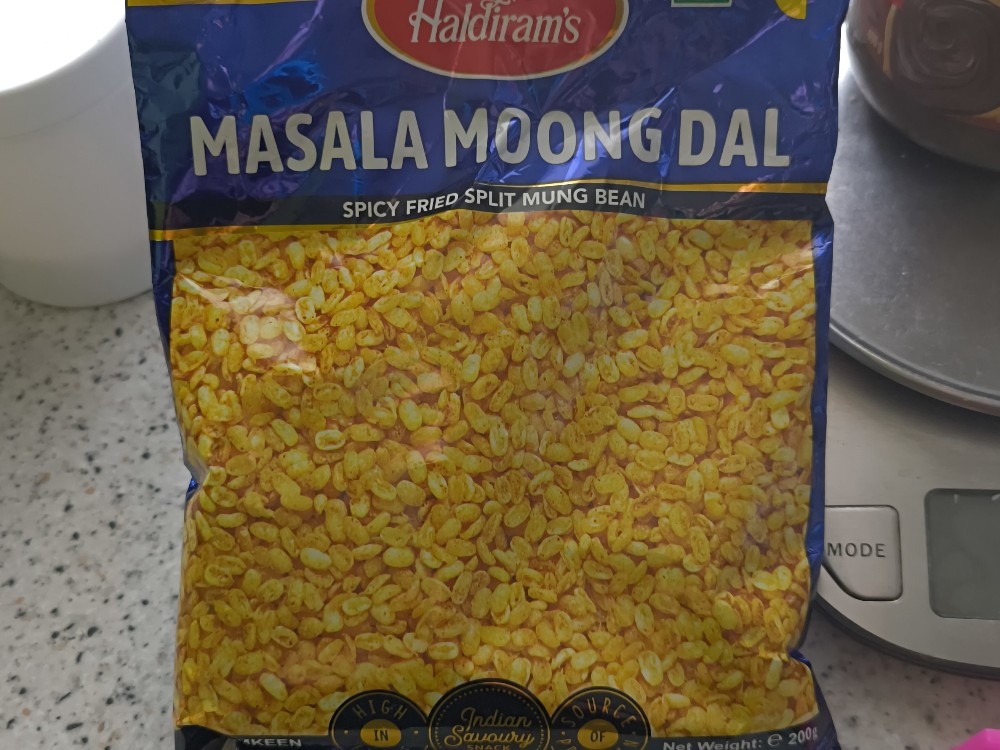 Haldiram's
MASALA MOONG DAL
SPICY FRIED SPLIT MUNG BEAN
MODE
HIGH
IN
Indian
Savoury
SNACK
SOURCE
OF
Net Weight: ℮ 200g